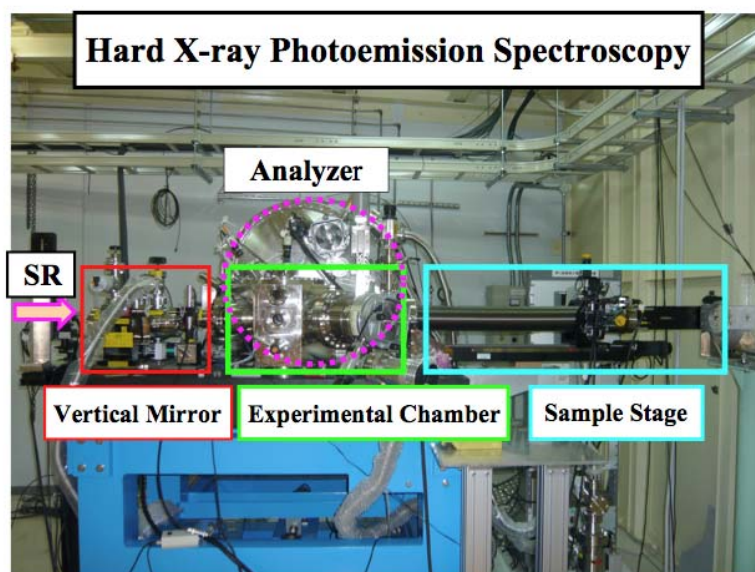 Hard X-ray Photoemission Spectroscopy
Analyzer
SR
Vertical Mirror
Experimental Chamber
Sample Stage